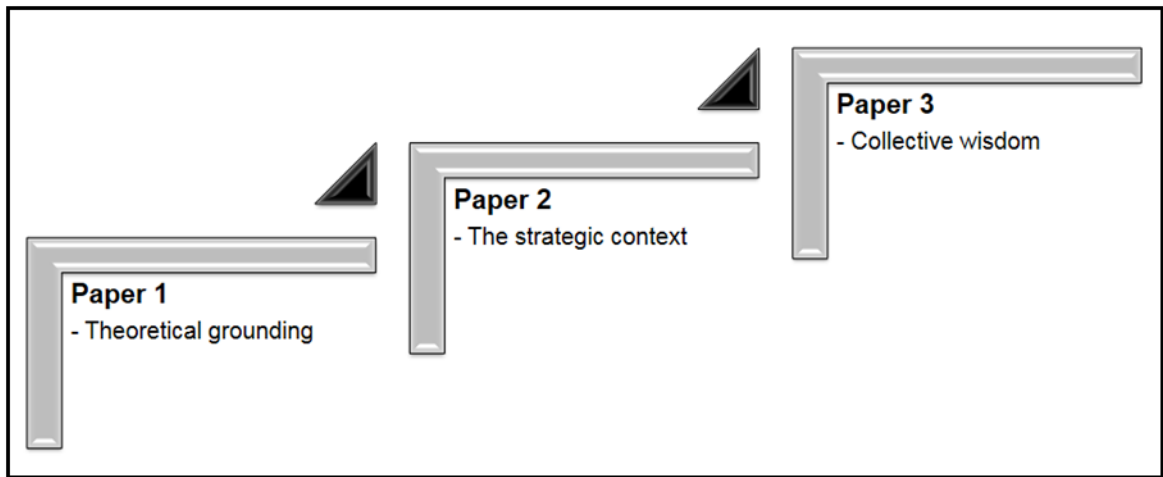 Paper 1
- Theoretical grounding
Paper 2
- The strategic context
Paper 3
- Collective wisdom